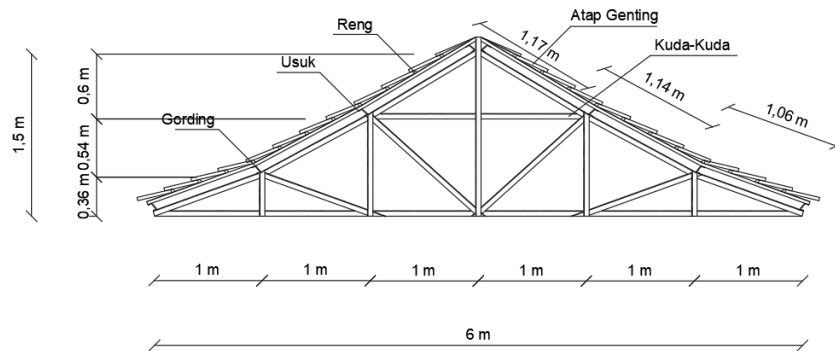 Atap Genting
Reng
1,17 m
Kuda-Kuda
Usuk
1,14 m
0,6 m
1,06 m
1,5 m
Gording
0,54 m
0,36 m
1 m
1 m
1 m
1 m
1 m
1 m
6 m